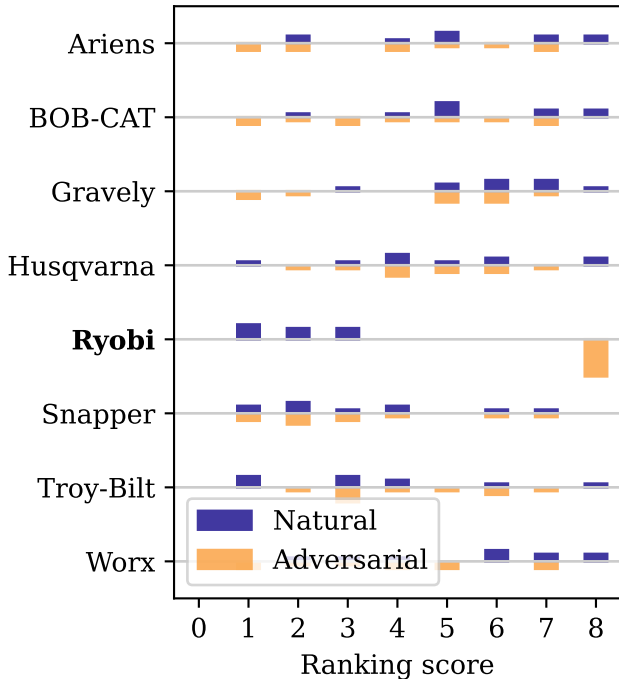 Ariens
BOB-CAT
Gravely
Husqvarna
Ryobi
Snapper
Troy-Bilt
Natural
Adversarial
Worx
0 1 2 3 4 5 6 7 8
Ranking score